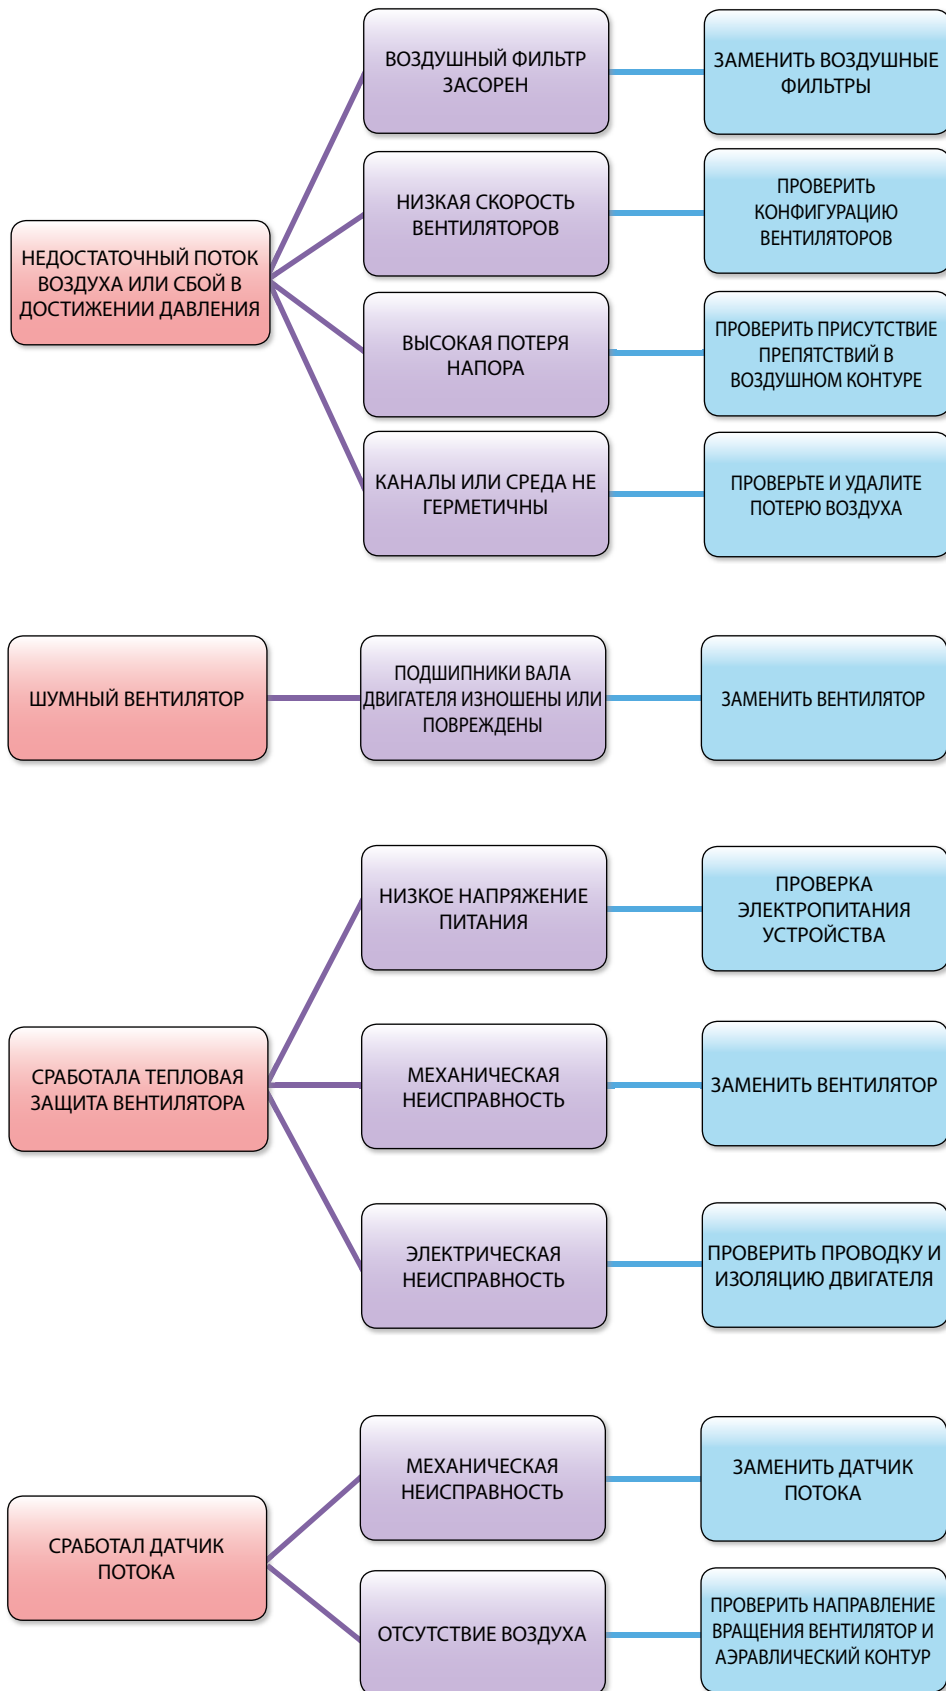 ВОЗДУШНЫЙ ФИЛЬТР
ЗАСОРЕН
ЗАМЕНИТЬ ВОЗДУШНЫЕ
ФИЛЬТРЫ
НИЗКАЯ СКОРОСТЬ
ВЕНТИЛЯТОРОВ
ПРОВЕРИТЬ
КОНФИГУРАЦИЮ
ВЕНТИЛЯТОРОВ
НЕДОСТАТОЧНЫЙ ПОТОК
ВОЗДУХА ИЛИ СБОЙ В
ДОСТИЖЕНИИ ДАВЛЕНИЯ
ВЫСОКАЯ ПОТЕРЯ
НАПОРА
ПРОВЕРИТЬ ПРИСУТСТВИЕ
ПРЕПЯТСТВИЙ В
ВОЗДУШНОМ КОНТУРЕ
КАНАЛЫ ИЛИ СРЕДА НЕ
ГЕРМЕТИЧНЫ
ПРОВЕРЬТЕ И УДАЛИТЕ
ПОТЕРЮ ВОЗДУХА
ШУМНЫЙ ВЕНТИЛЯТОР
ПОДШИПНИКИ ВАЛА
ДВИГАТЕЛЯ ИЗНОШЕНЫ ИЛИ
ПОВРЕЖДЕНЫ
ЗАМЕНИТЬ ВЕНТИЛЯТОР
НИЗКОЕ НАПРЯЖЕНИЕ
ПИТАНИЯ
ПРОВЕРКА
ЭЛЕКТРОПИТАНИЯ
УСТРОЙСТВА
СРАБОТАЛА ТЕПЛОВАЯ
ЗАЩИТА ВЕНТИЛЯТОРА
МЕХАНИЧЕСКАЯ
НЕИСПРАВНОСТЬ
ЗАМЕНИТЬ ВЕНТИЛЯТОР
ЭЛЕКТРИЧЕСКАЯ
НЕИСПРАВНОСТЬ
ПРОВЕРИТЬ ПРОВОДКУ И
ИЗОЛЯЦИЮ ДВИГАТЕЛЯ
МЕХАНИЧЕСКАЯ
НЕИСПРАВНОСТЬ
ЗАМЕНИТЬ ДАТЧИК
ПОТОКА
СРАБОТАЛ ДАТЧИК
ПОТОКА
ОТСУТСТВИЕ ВОЗДУХА
ПРОВЕРИТЬ НАПРАВЛЕНИЕ
ВРАЩЕНИЯ ВЕНТИЛЯТОР И
АЭРАВЛИЧЕСКИЙ КОНТУР